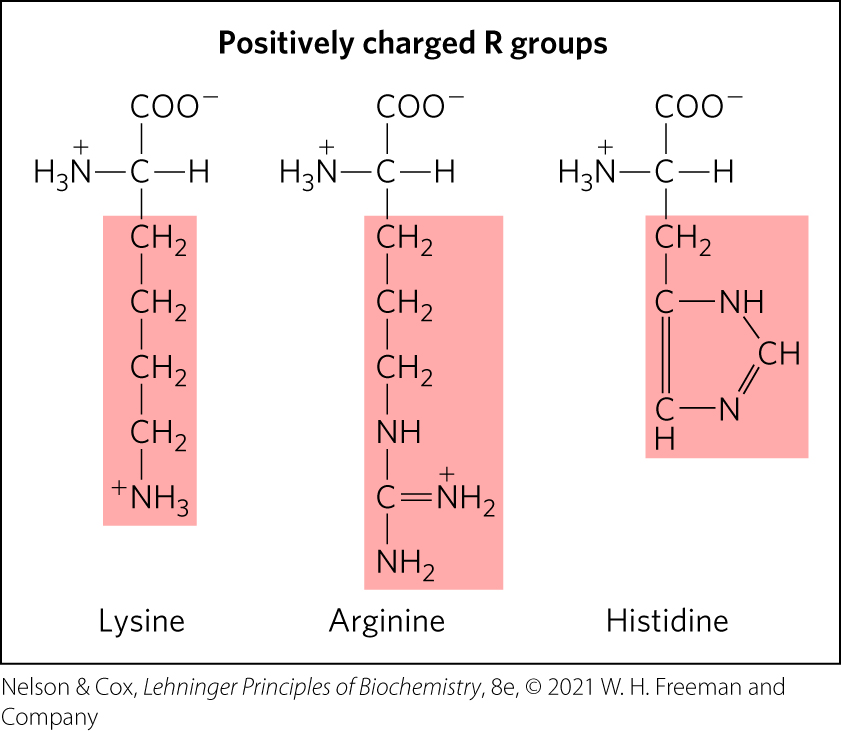 Positively charged R groups
COO⁻ COO⁻ COO⁻
+ + +
H₃N—C—H H₃N—C—H H₃N—C—H
CH₂ CH₂ CH₂
CH₂ CH₂ C—NH
CH₂ CH₂ CH
CH₂ NH C—N
H
+
⁺NH₃ C=NH₂
NH₂
Lysine Arginine Histidine
Nelson & Cox, Lehninger Principles of Biochemistry, 8e, © 2021 W. H. Freeman and
Company